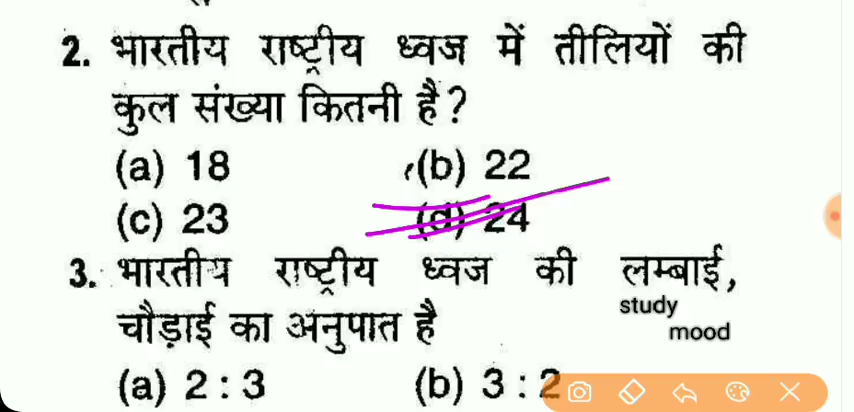 2. भारतीय राष्ट्रीय ध्वज में तीलियों की
कुल संख्या कितनी है?
(a) 18 (b) 22
(c) 23 (d) 24
3. भारतीय राष्ट्रीय ध्वज की लम्बाई,
चौड़ाई का अनुपात है
study
mood
(a) 2 : 3 (b) 3 : 2